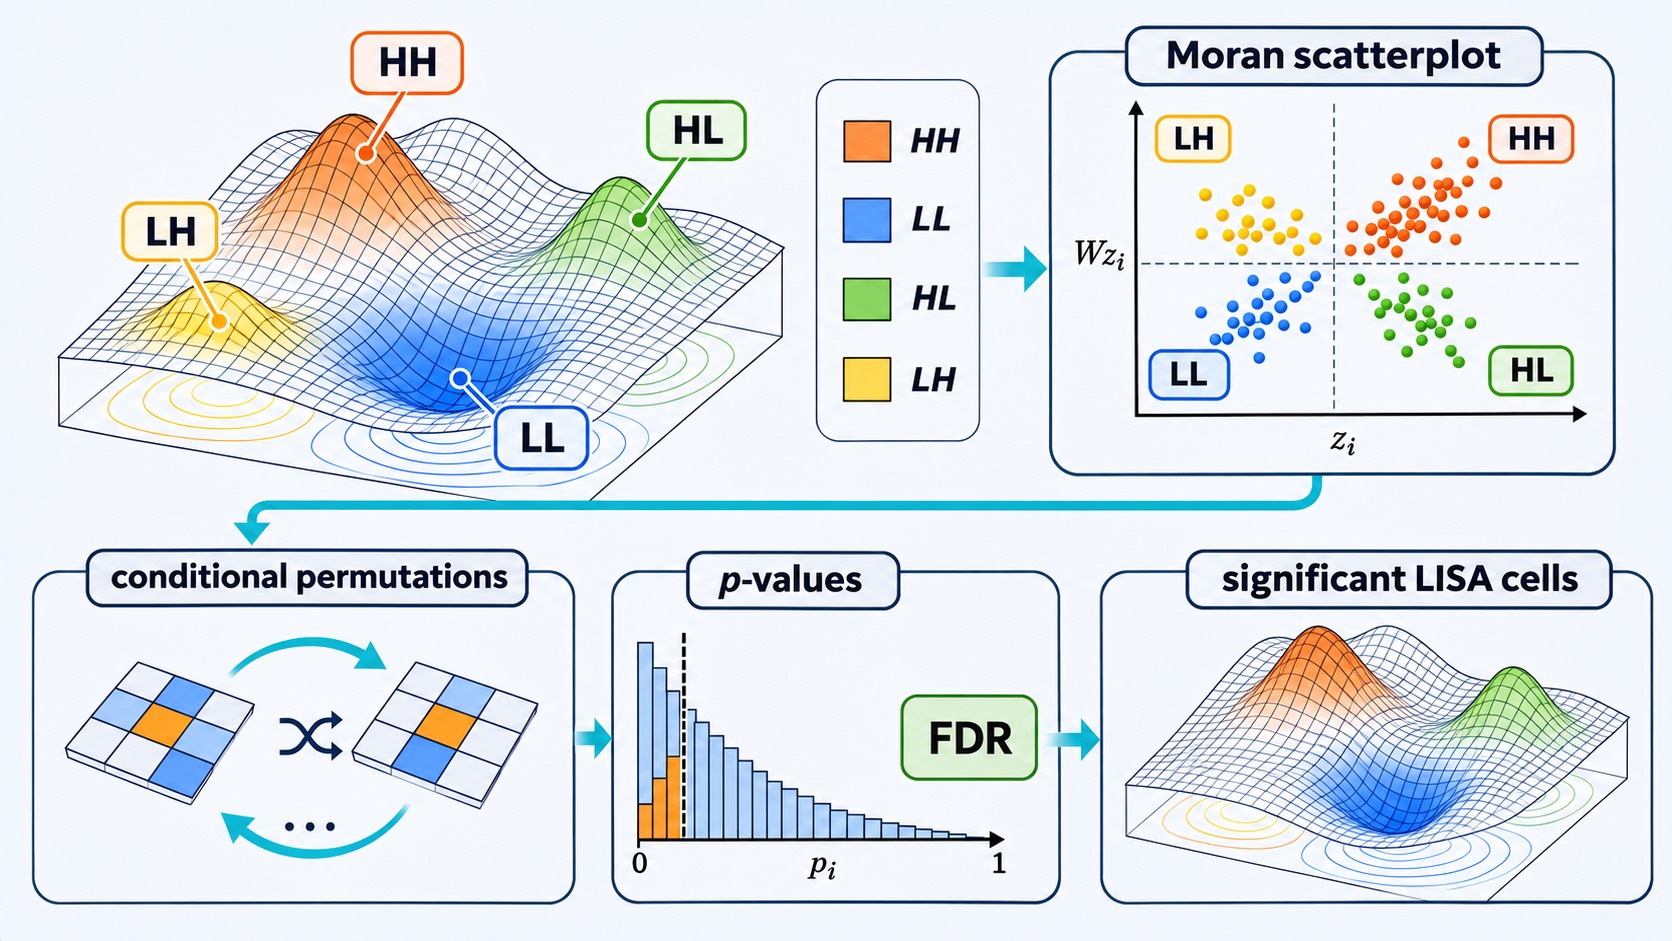 HH
HL
LH
LL
HH
LL
HL
LH
Moran scatterplot
LH
HH
Wz_i
LL
HL
z_i
conditional permutations
...
p-values
FDR
0
p_i
1
significant LISA cells